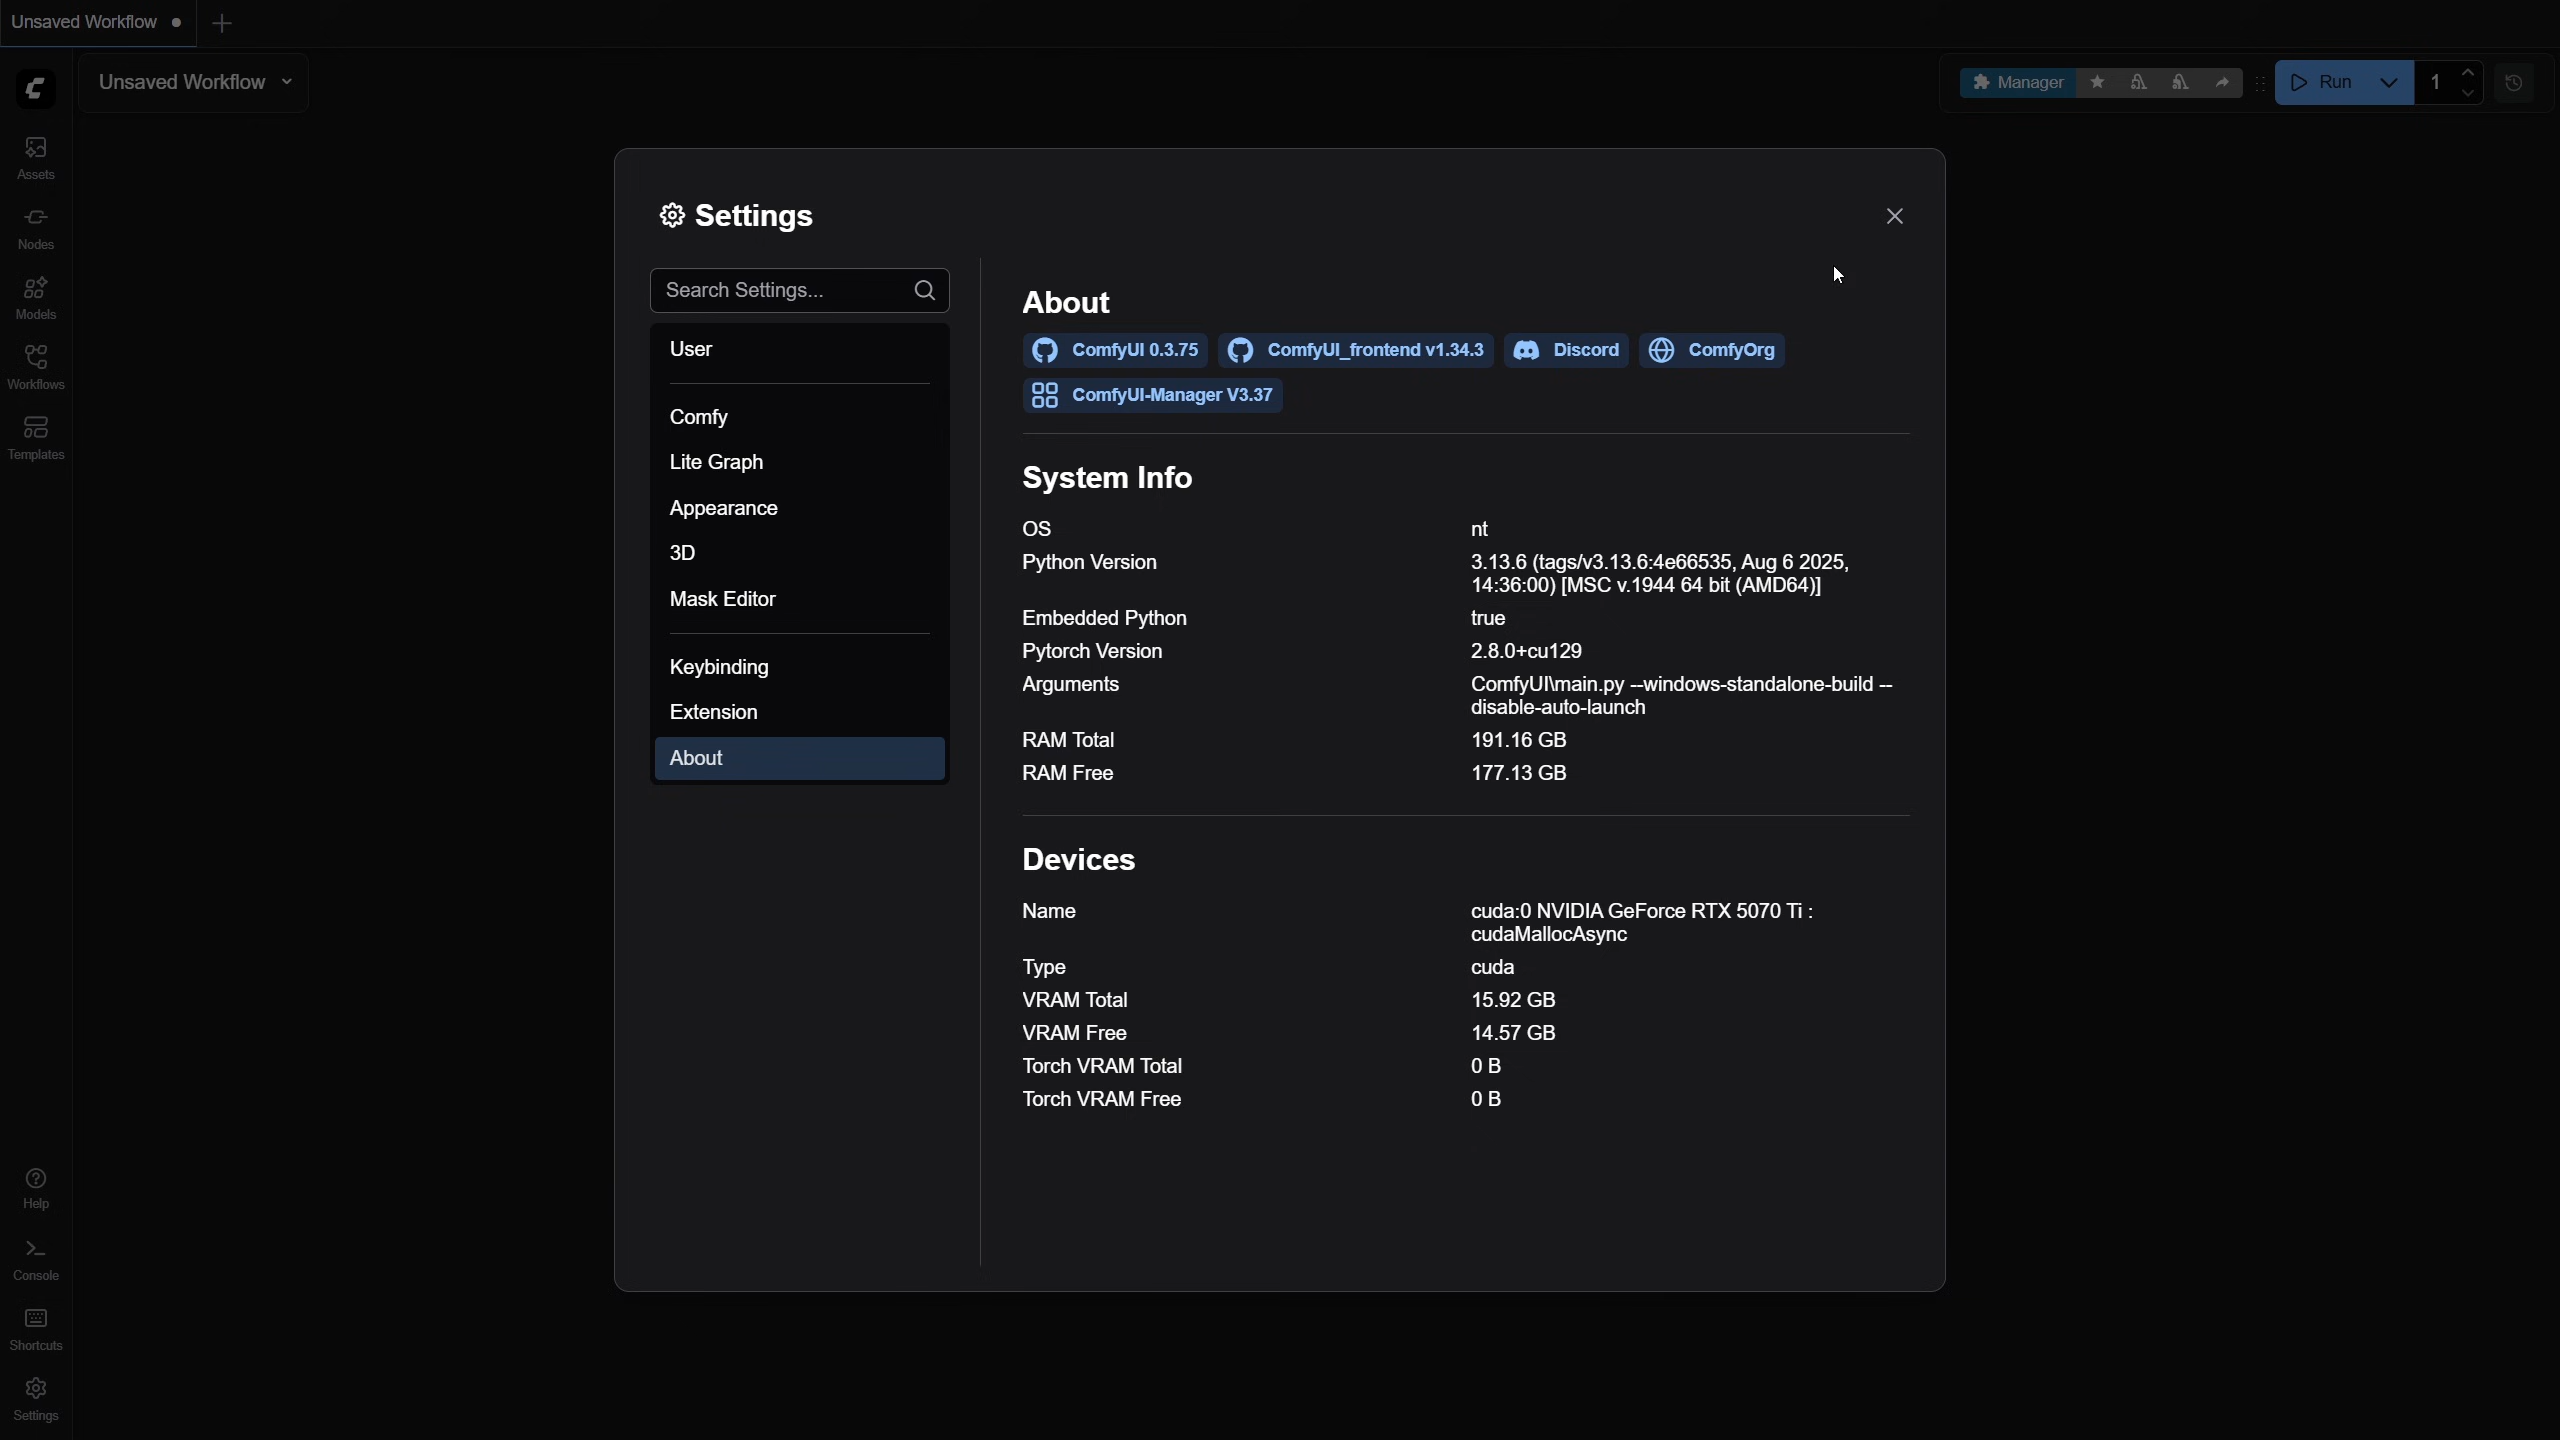 Unsaved Workflow
Unsaved Workflow
Manager
Run
1
Assets
Nodes
Models
Workflows
Templates
Help
Console
Shortcuts
Settings
Settings
Search Settings...
User
Comfy
Lite Graph
Appearance
3D
Mask Editor
Keybinding
Extension
About
About
ComfyUI 0.3.75
ComfyUI_frontend v1.34.3
Discord
ComfyOrg
ComfyUI-Manager V3.37
System Info
OS
nt
Python Version
3.13.6 (tags/v3.13.6:4e66535, Aug 6 2025,
14:36:00) [MSC v.1944 64 bit (AMD64)]
Embedded Python
true
Pytorch Version
2.8.0+cu129
Arguments
ComfyUI\main.py --windows-standalone-build --
disable-auto-launch
RAM Total
191.16 GB
RAM Free
177.13 GB
Devices
Name
cuda:0 NVIDIA GeForce RTX 5070 Ti :
cudaMallocAsync
Type
cuda
VRAM Total
15.92 GB
VRAM Free
14.57 GB
Torch VRAM Total
0 B
Torch VRAM Free
0 B